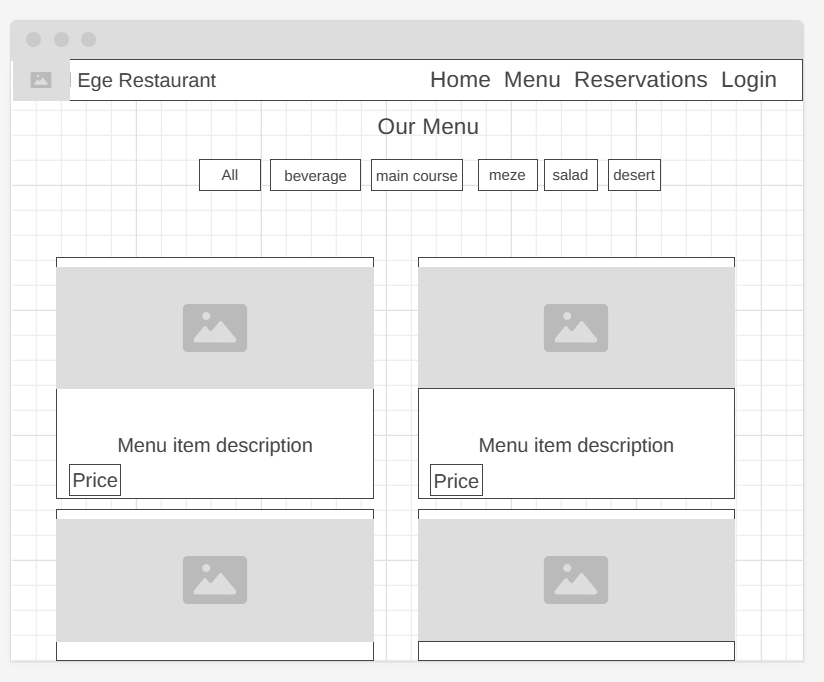 Ege Restaurant Home Menu Reservations Login
Our Menu
All beverage main course meze salad desert
Menu item description Menu item description
Price Price